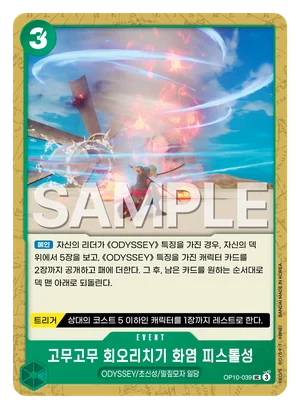 3
SAMPLE
메인 자신의 리더가 《ODYSSEY》 특징을 가진 경우, 자신의 덱
위에서 5장을 보고, 《ODYSSEY》 특징을 가진 캐릭터 카드를
2장까지 공개하고 패에 더한다. 그 후, 남은 카드를 원하는 순서대로
덱 맨 아래로 되돌린다.
트리거 상대의 코스트 5 이하인 캐릭터를 1장까지 레스트로 한다.
EVENT
고무고무 회오리치기 화염 피스톨성
ODYSSEY/초신성/밀짚모자 일당
OP10-039 UC 3